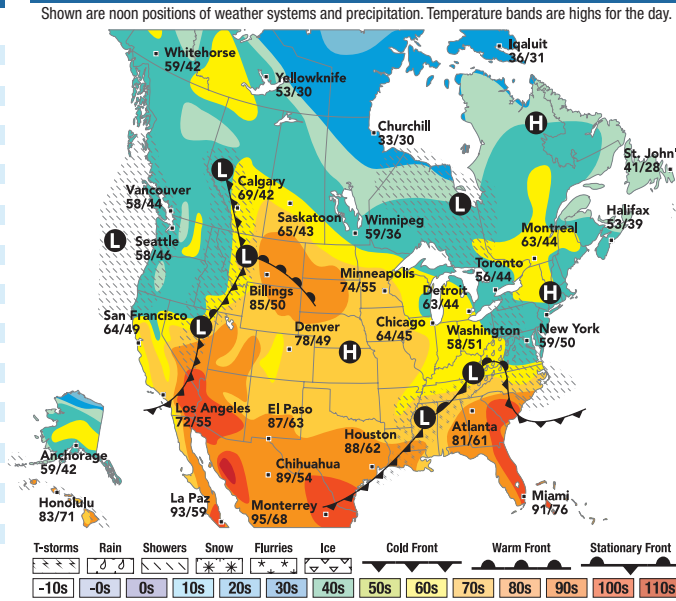 Shown are noon positions of weather systems and precipitation. Temperature bands are highs for the day.
Whitehorse
59/42
Iqaluit
36/31
Yellowknife
53/30
Churchill
33/30
H
St. John'
41/28
L
Calgary
69/42
Vancouver
58/44
L
Saskatoon
65/43
Winnipeg
59/36
Halifax
53/39
Montreal
63/44
L
Seattle
58/46
L
Toronto
56/44
Minneapolis
74/55
Billings
85/50
Detroit
63/44
H
San Francisco
64/49
L
Denver
78/49
Chicago
64/45
Washington
58/51
New York
59/50
H
L
Los Angeles
72/55
El Paso
87/63
L
Atlanta
81/61
Houston
88/62
Anchorage
59/42
Chihuahua
89/54
Honolulu
83/71
La Paz
93/59
Monterrey
95/68
Miami
91/76
T-storms Rain Showers Snow Flurries Ice Cold Front Warm Front Stationary Front
-10s -0s 0s 10s 20s 30s 40s 50s 60s 70s 80s 90s 100s 110s